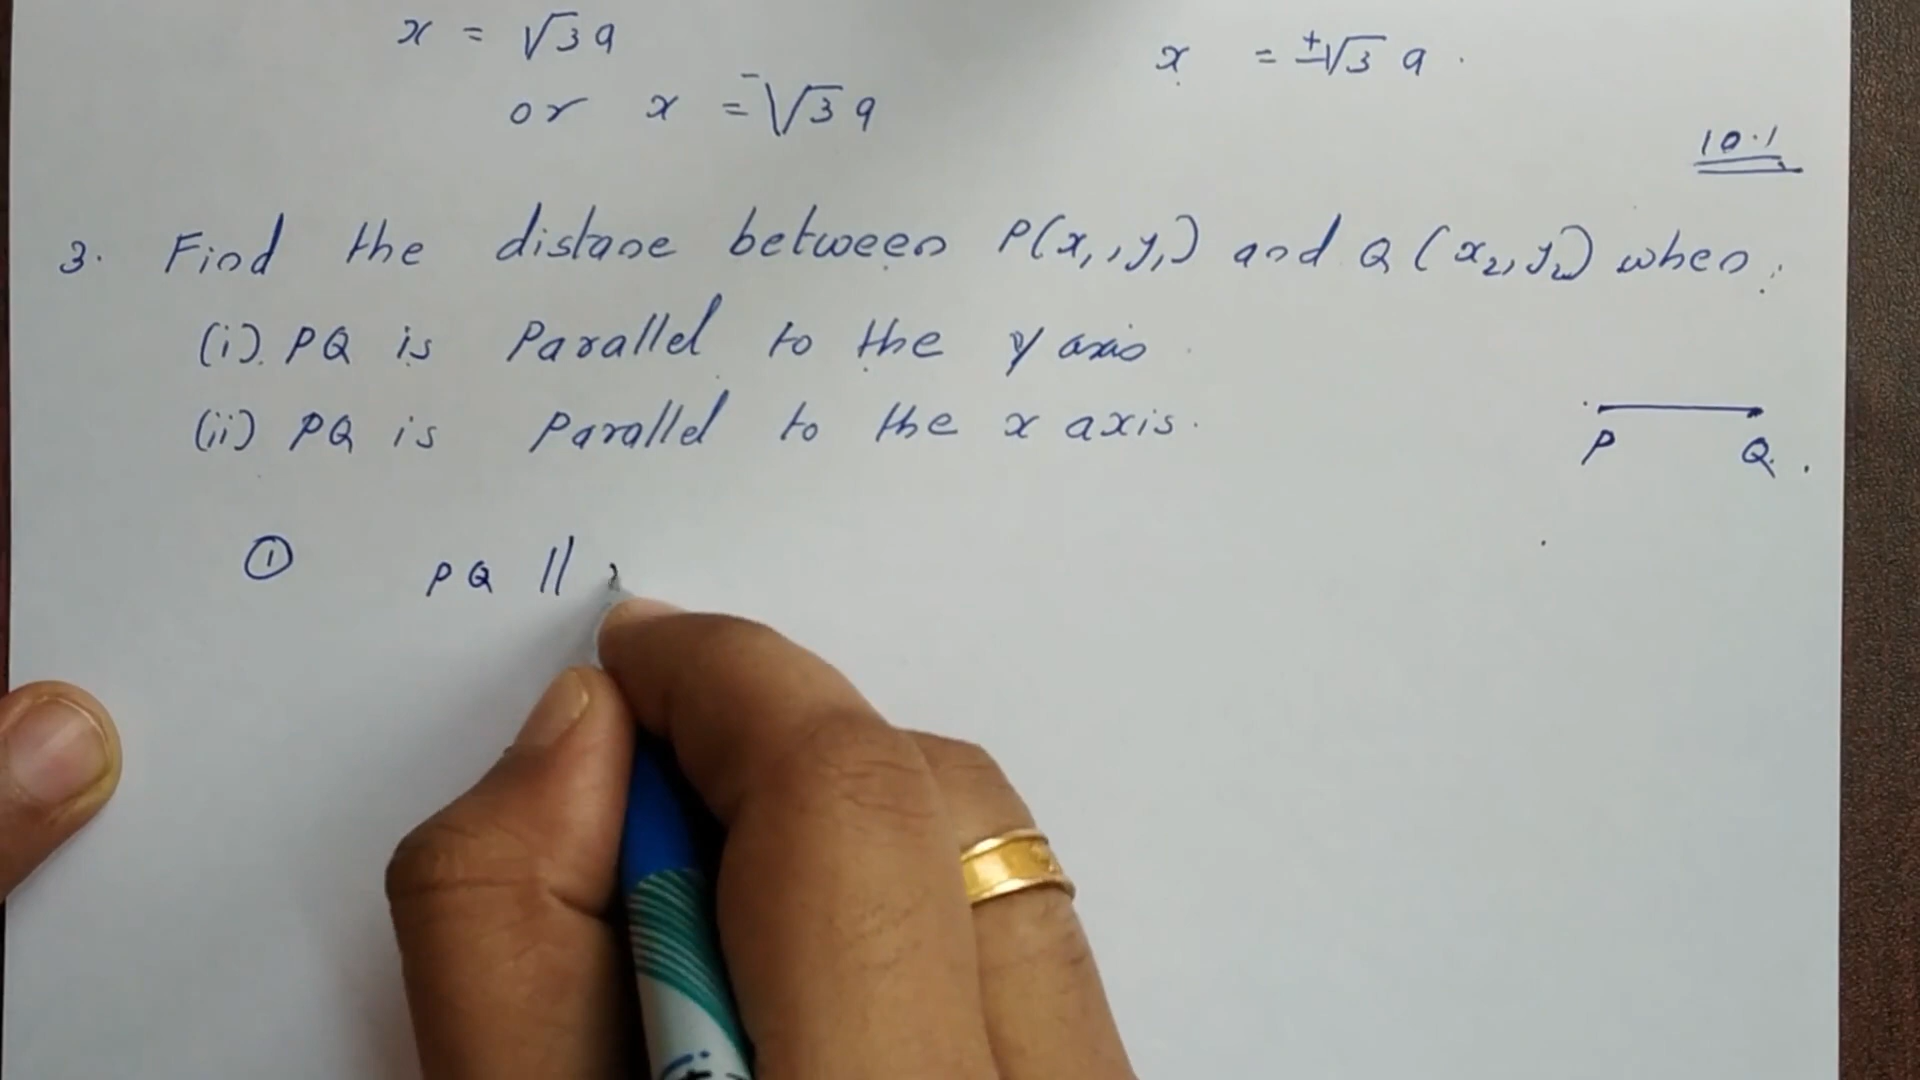 x = √3 a
or x = -√3 a
x = ±√3 a.
10.1
3. Find the distane between P(x₁, y₁) and Q (x₂, y₂) when:
(i). PQ is Parallel to the y axis
(ii) PQ is Parallel to the x axis.
P Q.
① PQ ||